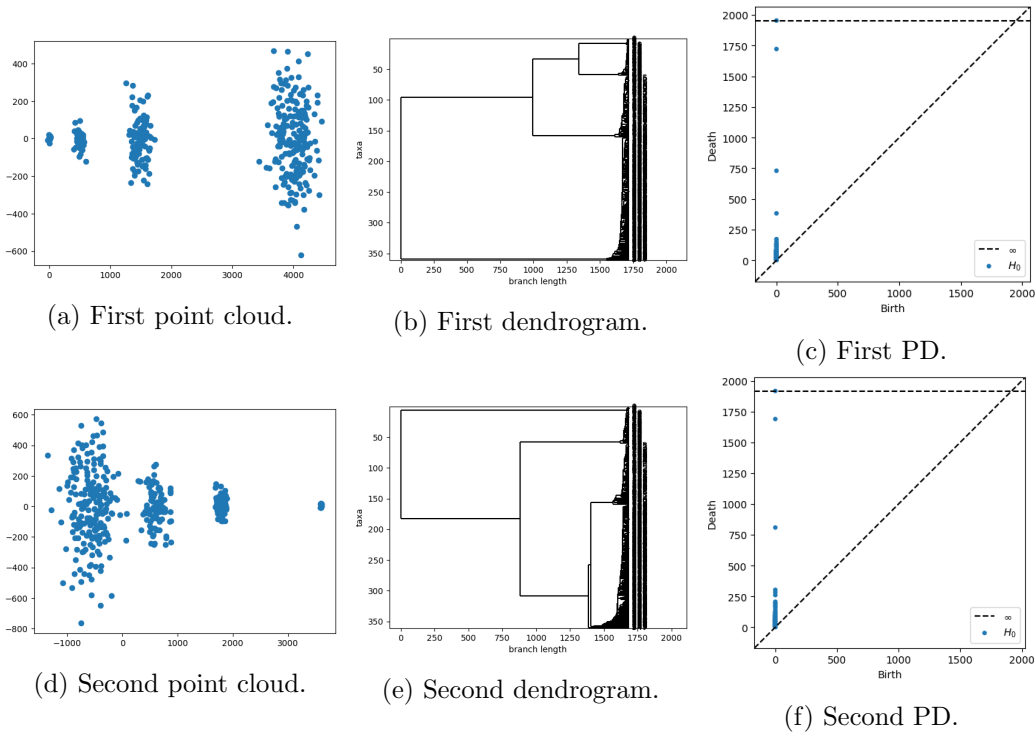 400
200
0
−200
−400
−600
0 1000 2000 3000 4000
(a) First point cloud.
taxa
50
100
150
200
250
300
350
0 250 500 750 1000 1250 1500 1750 2000
branch length
(b) First dendrogram.
Death
2000
1750
1500
1250
1000
750
500
250
0
∞
H₀
0 500 1000 1500 2000
Birth
(c) First PD.
600
400
200
0
−200
−400
−600
−800
−1000 0 1000 2000 3000
(d) Second point cloud.
taxa
50
100
150
200
250
300
350
0 250 500 750 1000 1250 1500 1750 2000
branch length
(e) Second dendrogram.
Death
2000
1750
1500
1250
1000
750
500
250
0
∞
H₀
0 500 1000 1500 2000
Birth
(f) Second PD.